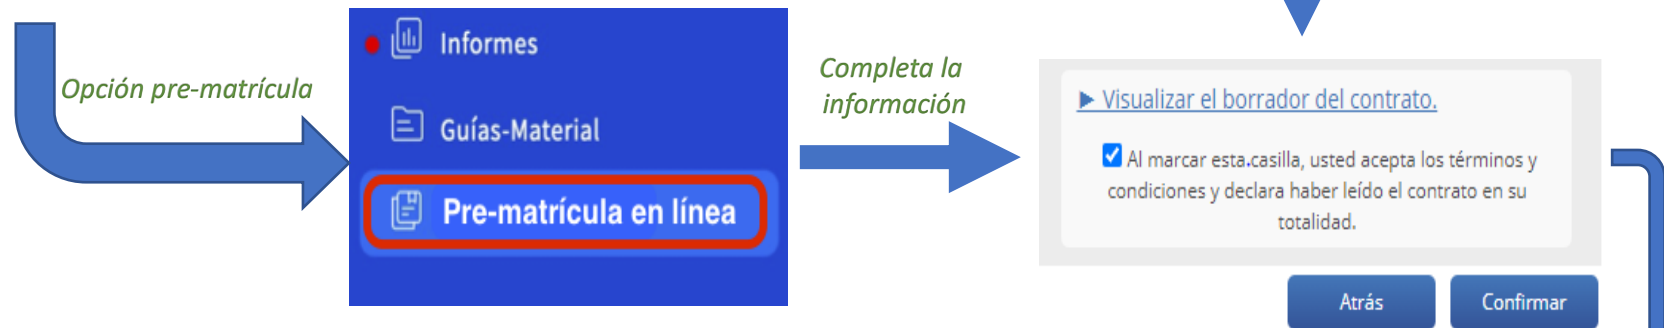 Opción pre-matrícula
Informes
Guías-Material
Pre-matrícula en línea
Completa la
información
Visualizar el borrador del contrato.
Al marcar esta casilla, usted acepta los términos y
condiciones y declara haber leído el contrato en su
totalidad.
Atrás
Confirmar